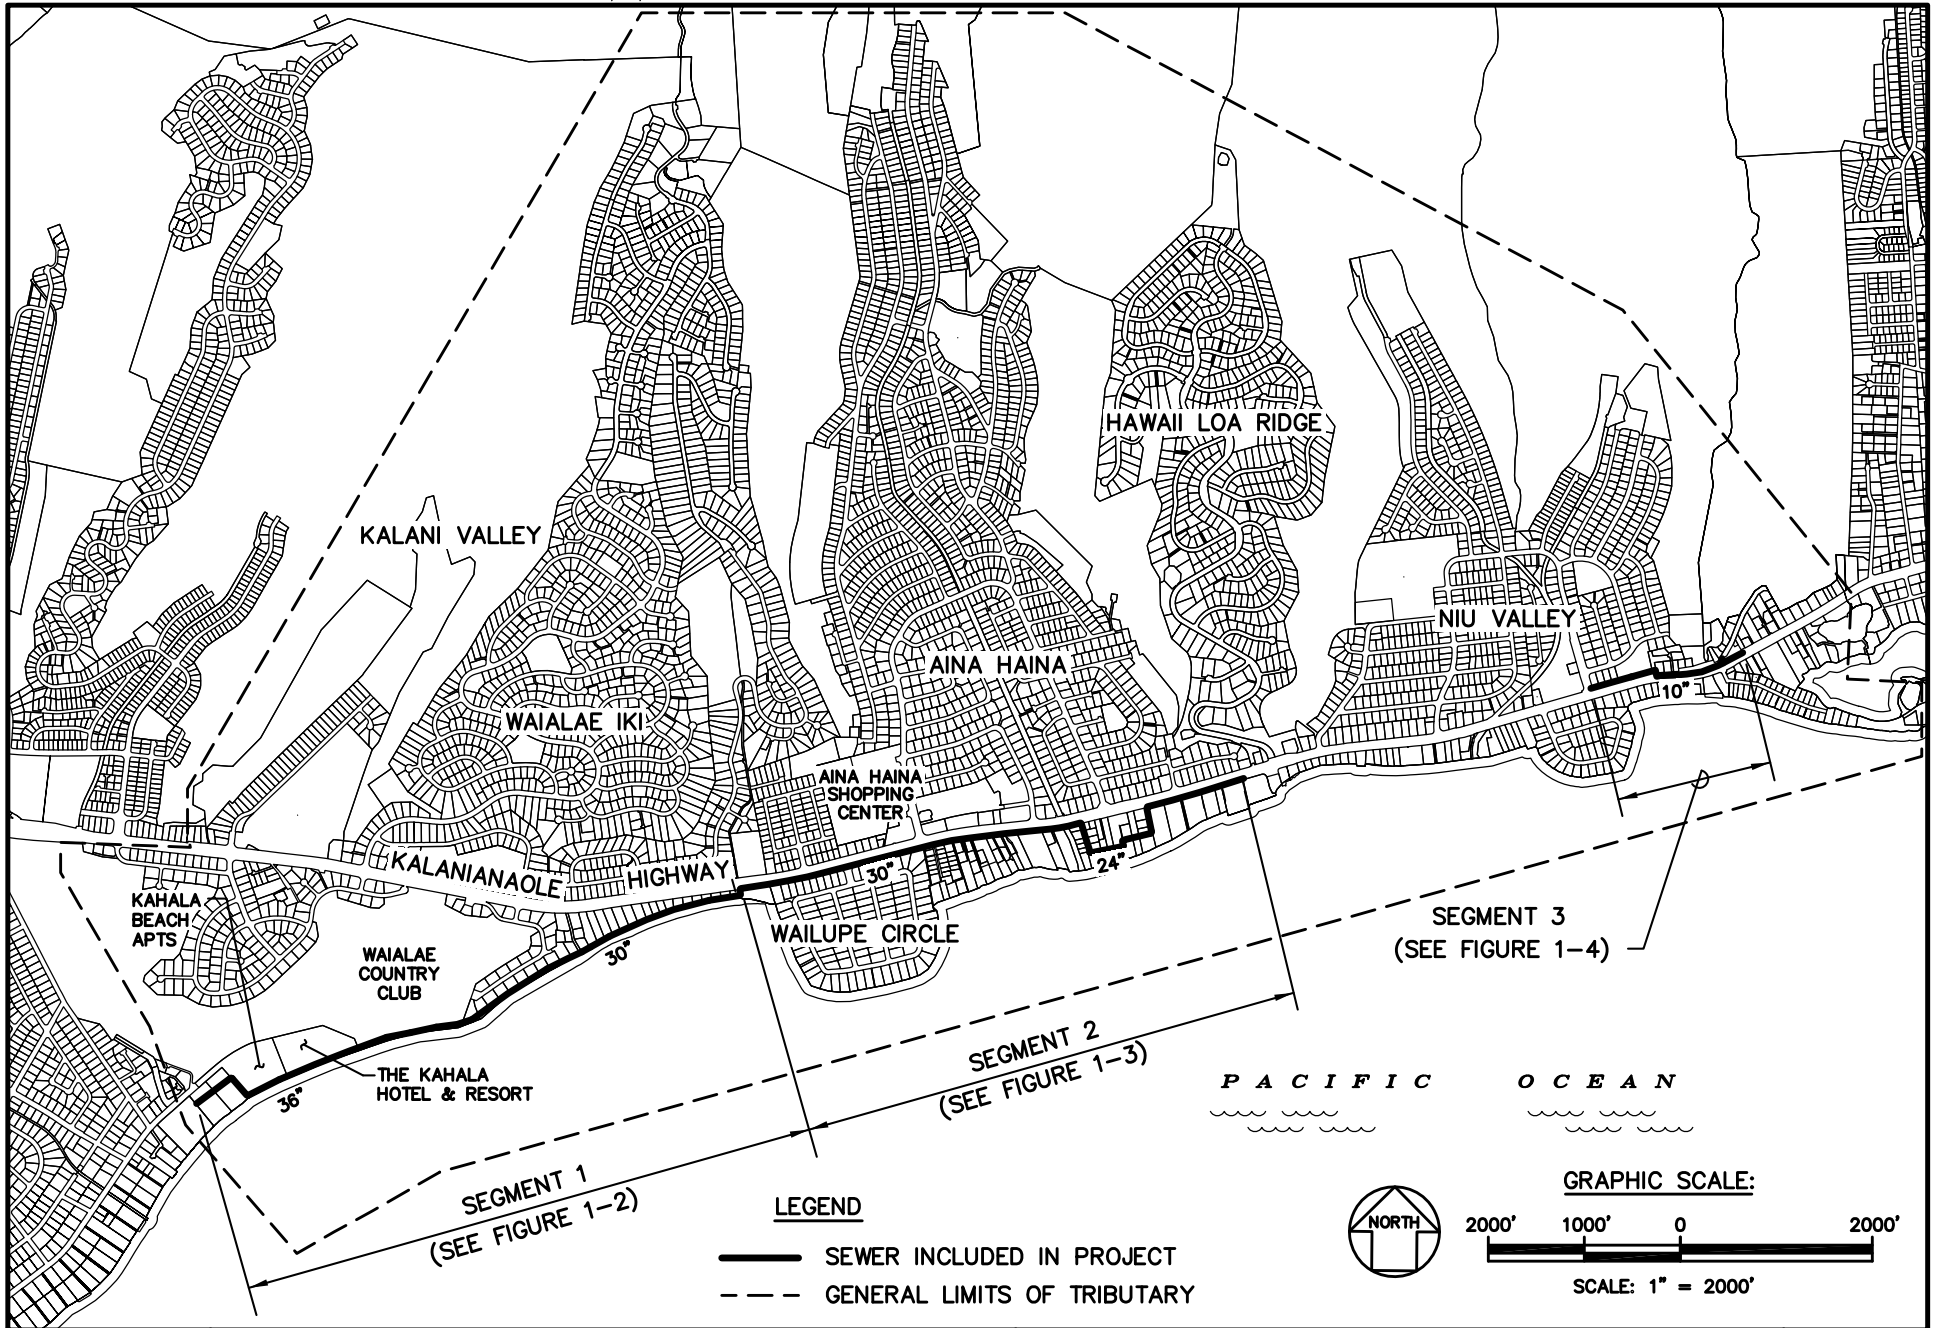 HAWAII LOA RIDGE
KALANI VALLEY
NIU VALLEY
AINA HAINA
WAIALAE IKI
10"
AINA HAINA
SHOPPING
CENTER
KALANIANAOLE HIGHWAY
30"
24"
KAHALA
BEACH
APTS
WAILUPE CIRCLE
SEGMENT 3
(SEE FIGURE 1-4)
WAIALAE
COUNTRY
CLUB
30"
36"
THE KAHALA
HOTEL & RESORT
SEGMENT 2
(SEE FIGURE 1-3)
PACIFIC OCEAN
SEGMENT 1
(SEE FIGURE 1-2)
LEGEND
SEWER INCLUDED IN PROJECT
GENERAL LIMITS OF TRIBUTARY
NORTH
GRAPHIC SCALE:
2000' 1000' 0 2000'
SCALE: 1" = 2000'